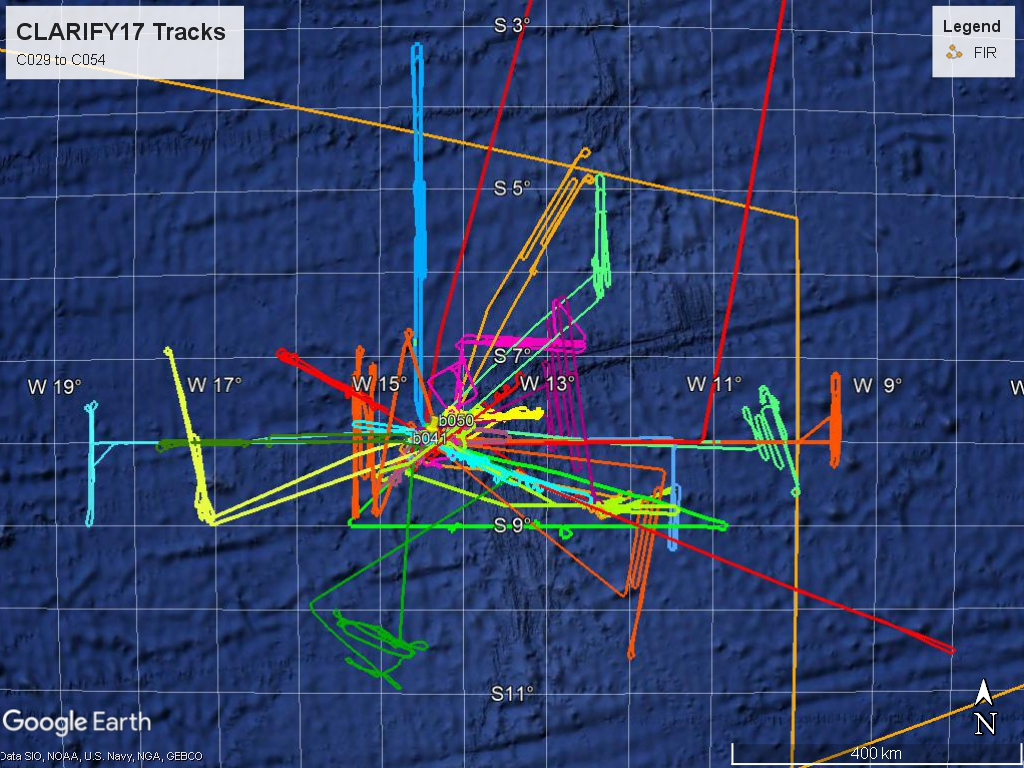 CLARIFY17 Tracks
C029 to C054
S 3°
Legend
FIR
S 5°
S 7°
W 19°
W 17°
W 15°
W 13°
W 11°
W 9°
W
b050
b041
S 9°
S11°
N
Google Earth
Data SIO, NOAA, U.S. Navy, NGA, GEBCO
400 km